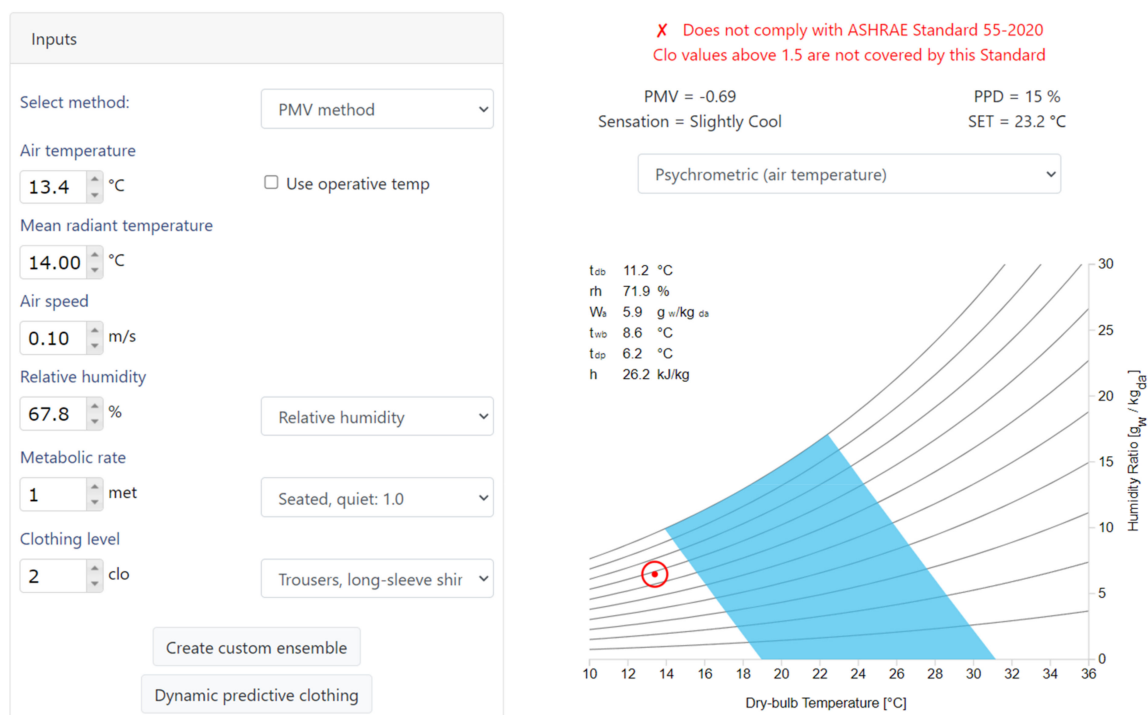 Inputs
Select method:
PMV method
Air temperature
13.4 °C
Use operative temp
Mean radiant temperature
14.00 °C
Air speed
0.10 m/s
Relative humidity
67.8 %
Relative humidity
Metabolic rate
1 met
Seated, quiet: 1.0
Clothing level
2 clo
Trousers, long-sleeve shir
Create custom ensemble
Dynamic predictive clothing
✗ Does not comply with ASHRAE Standard 55-2020
Clo values above 1.5 are not covered by this Standard
PMV = -0.69
PPD = 15 %
Sensation = Slightly Cool
SET = 23.2 °C
Psychrometric (air temperature)
tdb 11.2 °C
rh 71.9 %
Wa 5.9 g w/kg da
twb 8.6 °C
tdp 6.2 °C
h 26.2 kJ/kg
30
25
20
15
10
5
0
Humidity Ratio [gw / kgda]
10 12 14 16 18 20 22 24 26 28 30 32 34 36
Dry-bulb Temperature [°C]